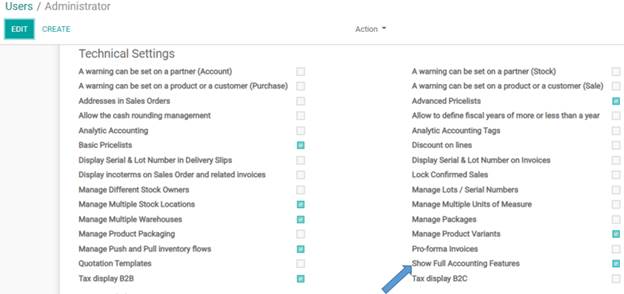 Users / Administrator
EDIT CREATE Action
Technical Settings
A warning can be set on a partner (Account) A warning can be set on a partner (Stock)
A warning can be set on a product or a customer (Purchase) A warning can be set on a product or a customer (Sale)
Addresses in Sales Orders Advanced Pricelists
Allow the cash rounding management Allow to define fiscal years of more or less than a year
Analytic Accounting Analytic Accounting Tags
Basic Pricelists Discount on lines
Display Serial & Lot Number in Delivery Slips Display Serial & Lot Number on Invoices
Display incoterms on Sales Order and related invoices Lock Confirmed Sales
Manage Different Stock Owners Manage Lots / Serial Numbers
Manage Multiple Stock Locations Manage Multiple Units of Measure
Manage Multiple Warehouses Manage Packages
Manage Product Packaging Manage Product Variants
Manage Push and Pull inventory flows Pro-forma Invoices
Quotation Templates Show Full Accounting Features
Tax display B2B Tax display B2C